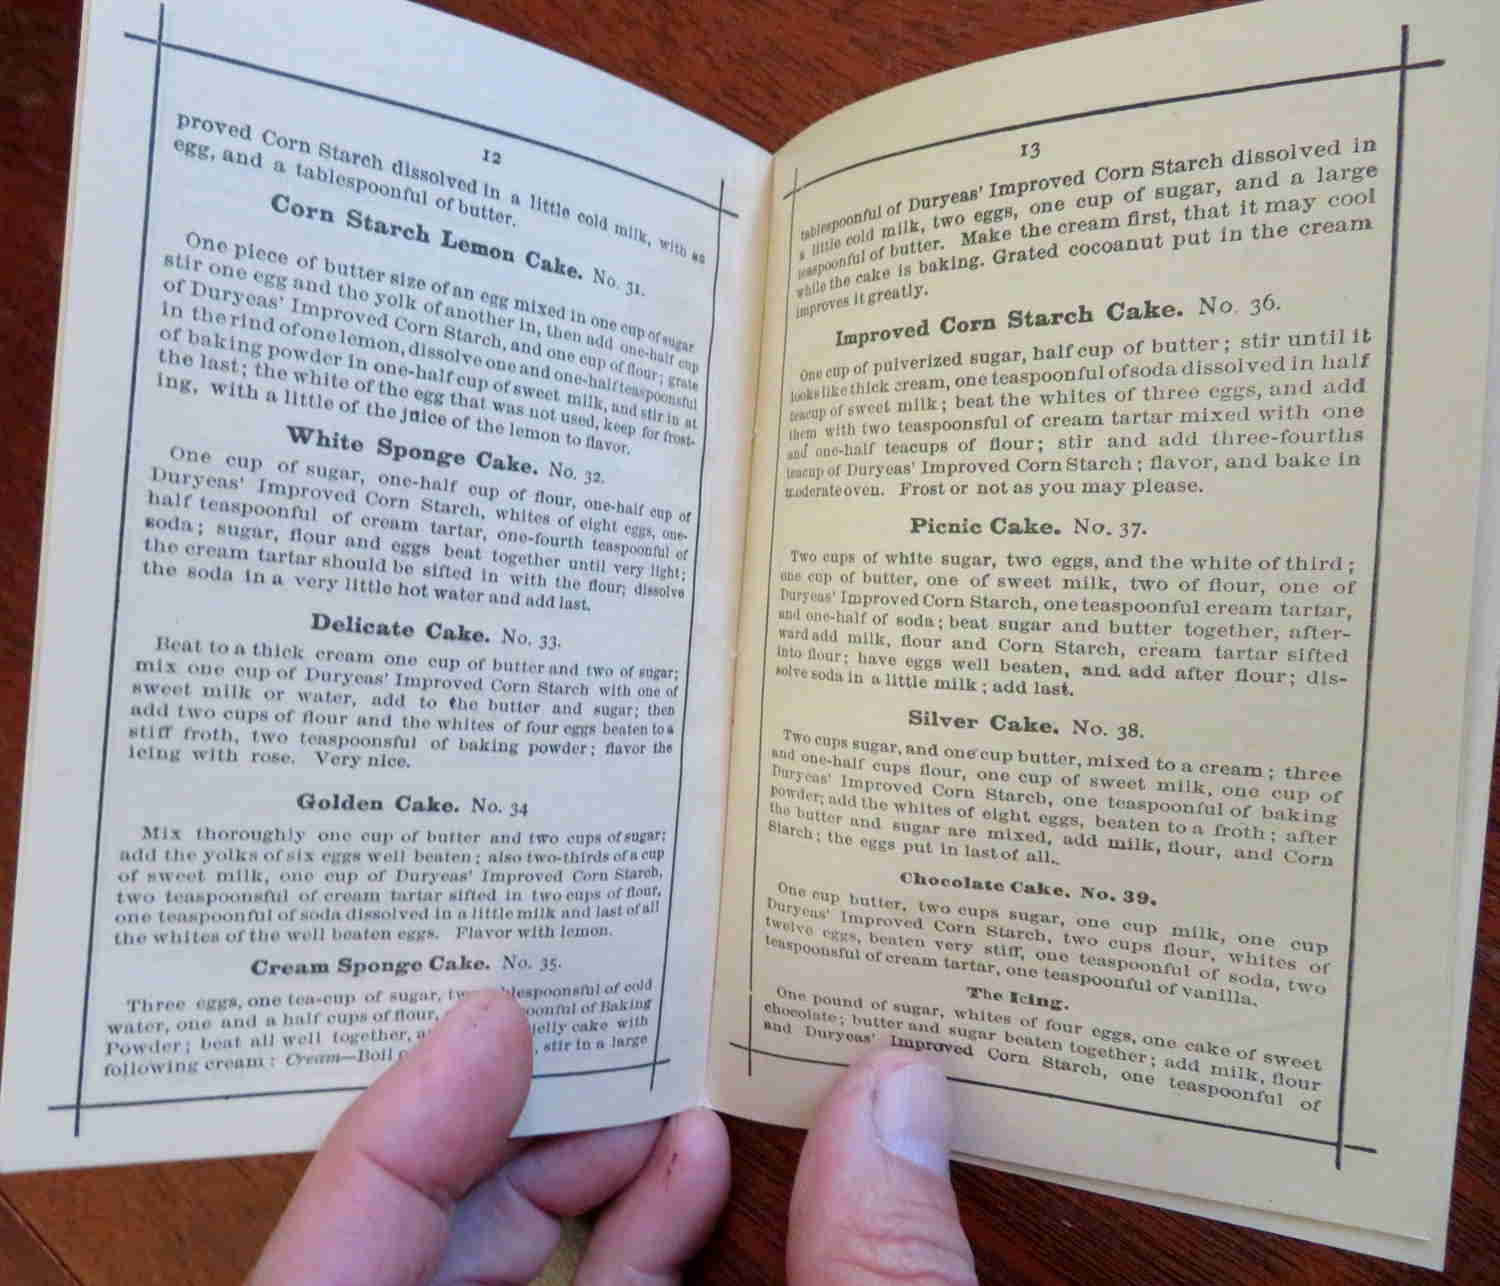 12
proved Corn Starch dissolved in a little cold milk, with an
egg, and a tablespoonful of butter.
Corn Starch Lemon Cake. No. 31.
One piece of butter size of an egg mixed in one cup of sugar
stir one egg and the yolk of another in, then add one-half cup
of Duryeas' Improved Corn Starch, and one cup of flour; grate
in the rind of one lemon, dissolve one and one-half teaspoonsful
of baking powder in one-half cup of sweet milk, and stir in at
the last; the white of the egg that was not used, keep for frost-
ing, with a little of the juice of the lemon to flavor.
White Sponge Cake. No. 32.
One cup of sugar, one-half cup of flour, one-half cup of
Duryeas' Improved Corn Starch, whites of eight eggs, one-
half teaspoonful of cream tartar, one-fourth teaspoonful of
soda; sugar, flour and eggs beat together until very light;
the cream tartar should be sifted in with the flour; dissolve
the soda in a very little hot water and add last.
Delicate Cake. No. 33.
Beat to a thick cream one cup of butter and two of sugar;
mix one cup of Duryeas' Improved Corn Starch with one of
sweet milk or water, add to the butter and sugar; then
add two cups of flour and the whites of four eggs beaten to a
stiff froth, two teaspoonsful of baking powder; flavor the
icing with rose. Very nice.
Golden Cake. No. 34
Mix thoroughly one cup of butter and two cups of sugar;
add the yolks of six eggs well beaten; also two-thirds of a cup
of sweet milk, one cup of Duryeas' Improved Corn Starch,
two teaspoonsful of cream tartar sifted in two cups of flour,
one teaspoonful of soda dissolved in a little milk and last of all
the whites of the well beaten eggs. Flavor with lemon.
Cream Sponge Cake. No. 35.
Three eggs, one tea-cup of sugar, two tablespoonsful of cold
water, one and a half cups of flour, of Baking
Powder; beat all well together, jelly cake with
following cream: Cream—Boil , stir in a large
13
tablespoonful of Duryeas' Improved Corn Starch dissolved in
a little cold milk, two eggs, one cup of sugar, and a large
teaspoonful of butter. Make the cream first, that it may cool
while the cake is baking. Grated cocoanut put in the cream
improves it greatly.
Improved Corn Starch Cake. No. 36.
One cup of pulverized sugar, half cup of butter; stir until it
looks like thick cream, one teaspoonful of soda dissolved in half
teacup of sweet milk; beat the whites of three eggs, and add
them with two teaspoonsful of cream tartar mixed with one
and one-half teacups of flour; stir and add three-fourths
teacup of Duryeas' Improved Corn Starch; flavor, and bake in
moderate oven. Frost or not as you may please.
Picnic Cake. No. 37.
Two cups of white sugar, two eggs, and the white of third;
one cup of butter, one of sweet milk, two of flour, one of
Duryeas' Improved Corn Starch, one teaspoonful cream tartar,
and one-half of soda; beat sugar and butter together, after-
ward add milk, flour and Corn Starch, cream tartar sifted
into flour; have eggs well beaten, and add after flour; dis-
solve soda in a little milk; add last.
Silver Cake. No. 38.
Two cups sugar, and one cup butter, mixed to a cream; three
and one-half cups flour, one cup of sweet milk, one cup of
Duryeas' Improved Corn Starch, one teaspoonful of baking
powder; add the whites of eight eggs, beaten to a froth; after
the butter and sugar are mixed, add milk, flour, and Corn
Starch; the eggs put in last of all.
Chocolate Cake. No. 39.
One cup butter, two cups sugar, one cup milk, one cup
Duryeas' Improved Corn Starch, two cups flour, whites of
twelve eggs, beaten very stiff, one teaspoonful of soda, two
teaspoonsful of cream tartar, one teaspoonful of vanilla.
The Icing.
One pound of sugar, whites of four eggs, one cake of sweet
chocolate; butter and sugar beaten together; add milk, flour
and Duryeas' Improved Corn Starch, one teaspoonful of